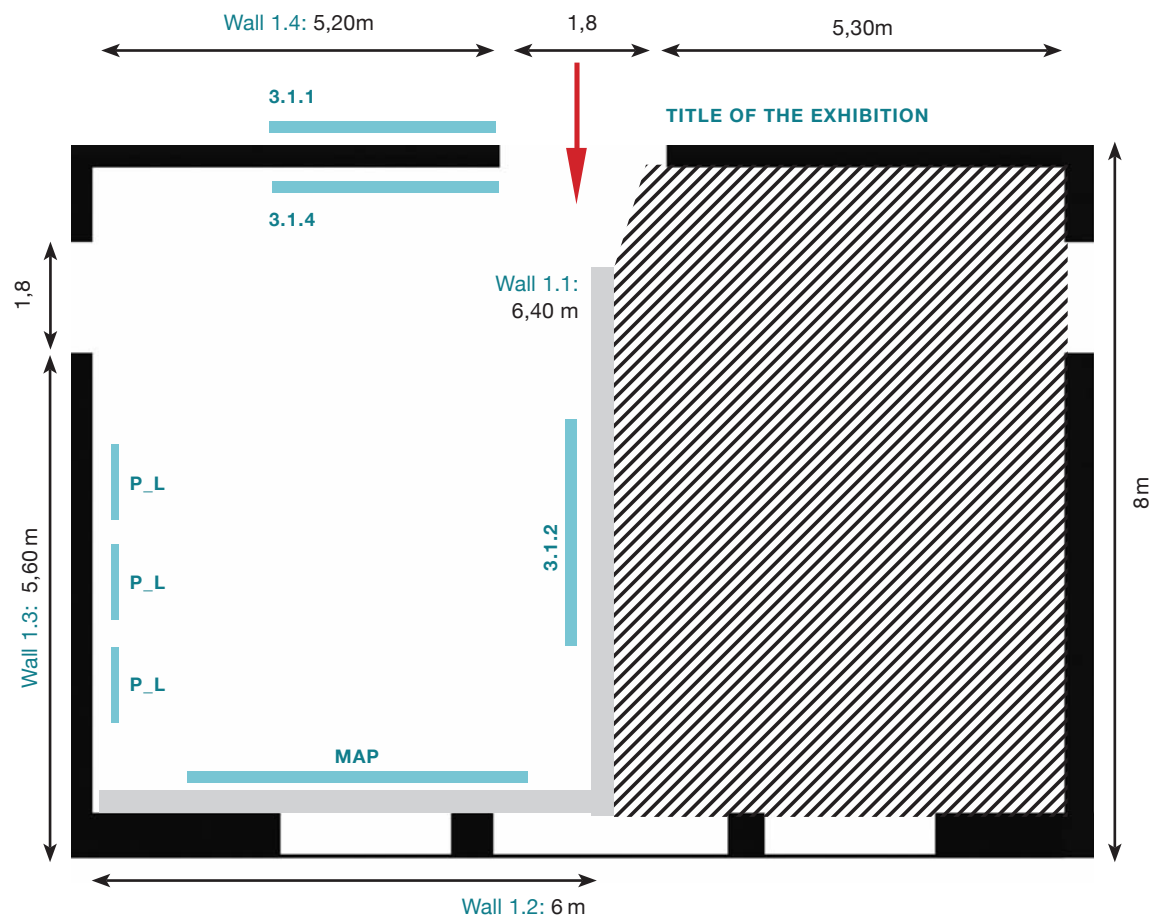 Wall 1.4: 5,20m
1,8
5,30m
3.1.1
TITLE OF THE EXHIBITION
3.1.4
Wall 1.1:
6,40 m
1,8
8m
P_L
3.1.2
P_L
Wall 1.3: 5,60 m
P_L
MAP
Wall 1.2: 6 m